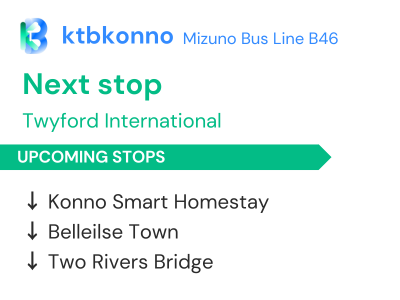 ktbkonno Mizuno Bus Line B46
Next stop
Twyford International
UPCOMING STOPS
↓ Konno Smart Homestay
↓ Belleilse Town
↓ Two Rivers Bridge